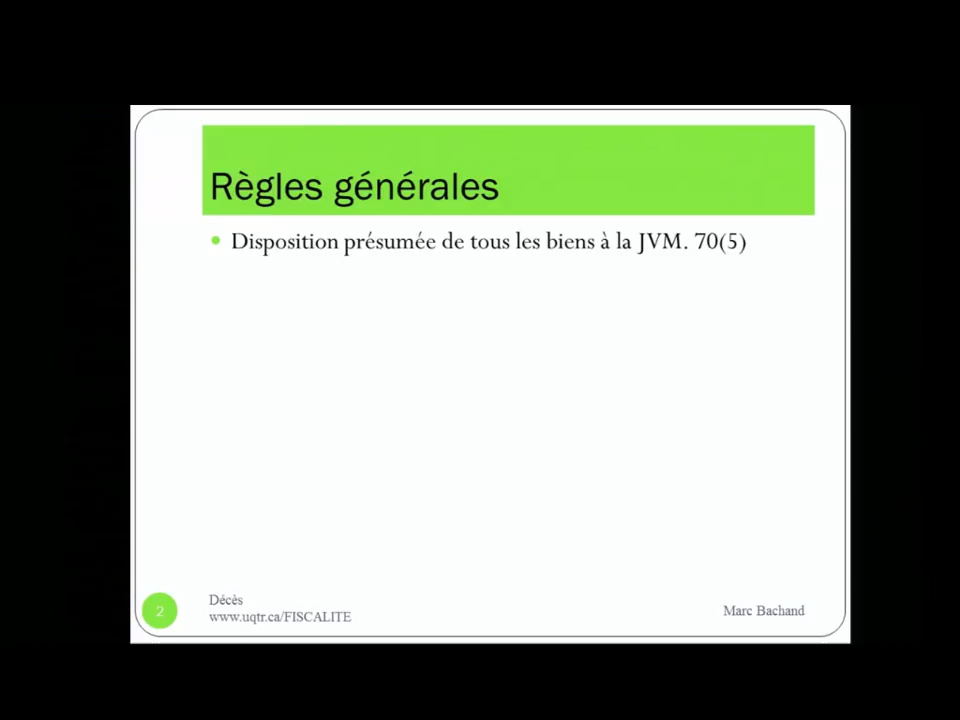 Règles générales
Disposition présumée de tous les biens à la JVM. 70(5)
2
Décès
www.uqtr.ca/FISCALITE
Marc Bachand